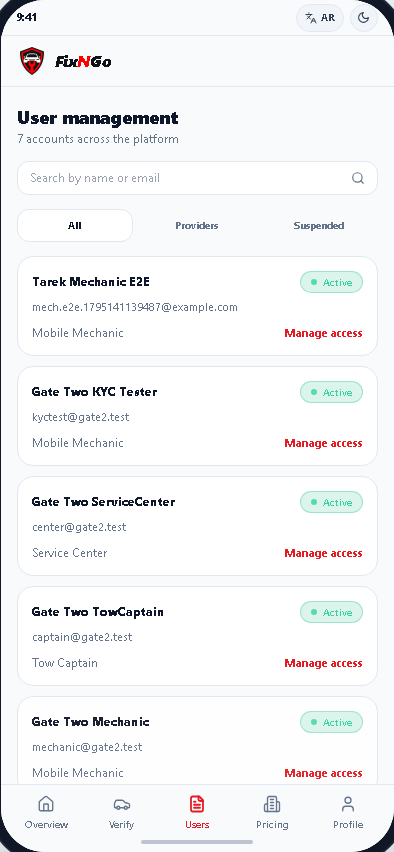 9:41
AR
FixNGo
User management
7 accounts across the platform
Search by name or email
All
Providers
Suspended
Tarek Mechanic E2E
Active
mech.e2e.1795141139487@example.com
Mobile Mechanic
Manage access
Gate Two KYC Tester
Active
kyctest@gate2.test
Mobile Mechanic
Manage access
Gate Two ServiceCenter
Active
center@gate2.test
Service Center
Manage access
Gate Two TowCaptain
Active
captain@gate2.test
Tow Captain
Manage access
Gate Two Mechanic
Active
mechanic@gate2.test
Mobile Mechanic
Manage access
Overview
Verify
Users
Pricing
Profile